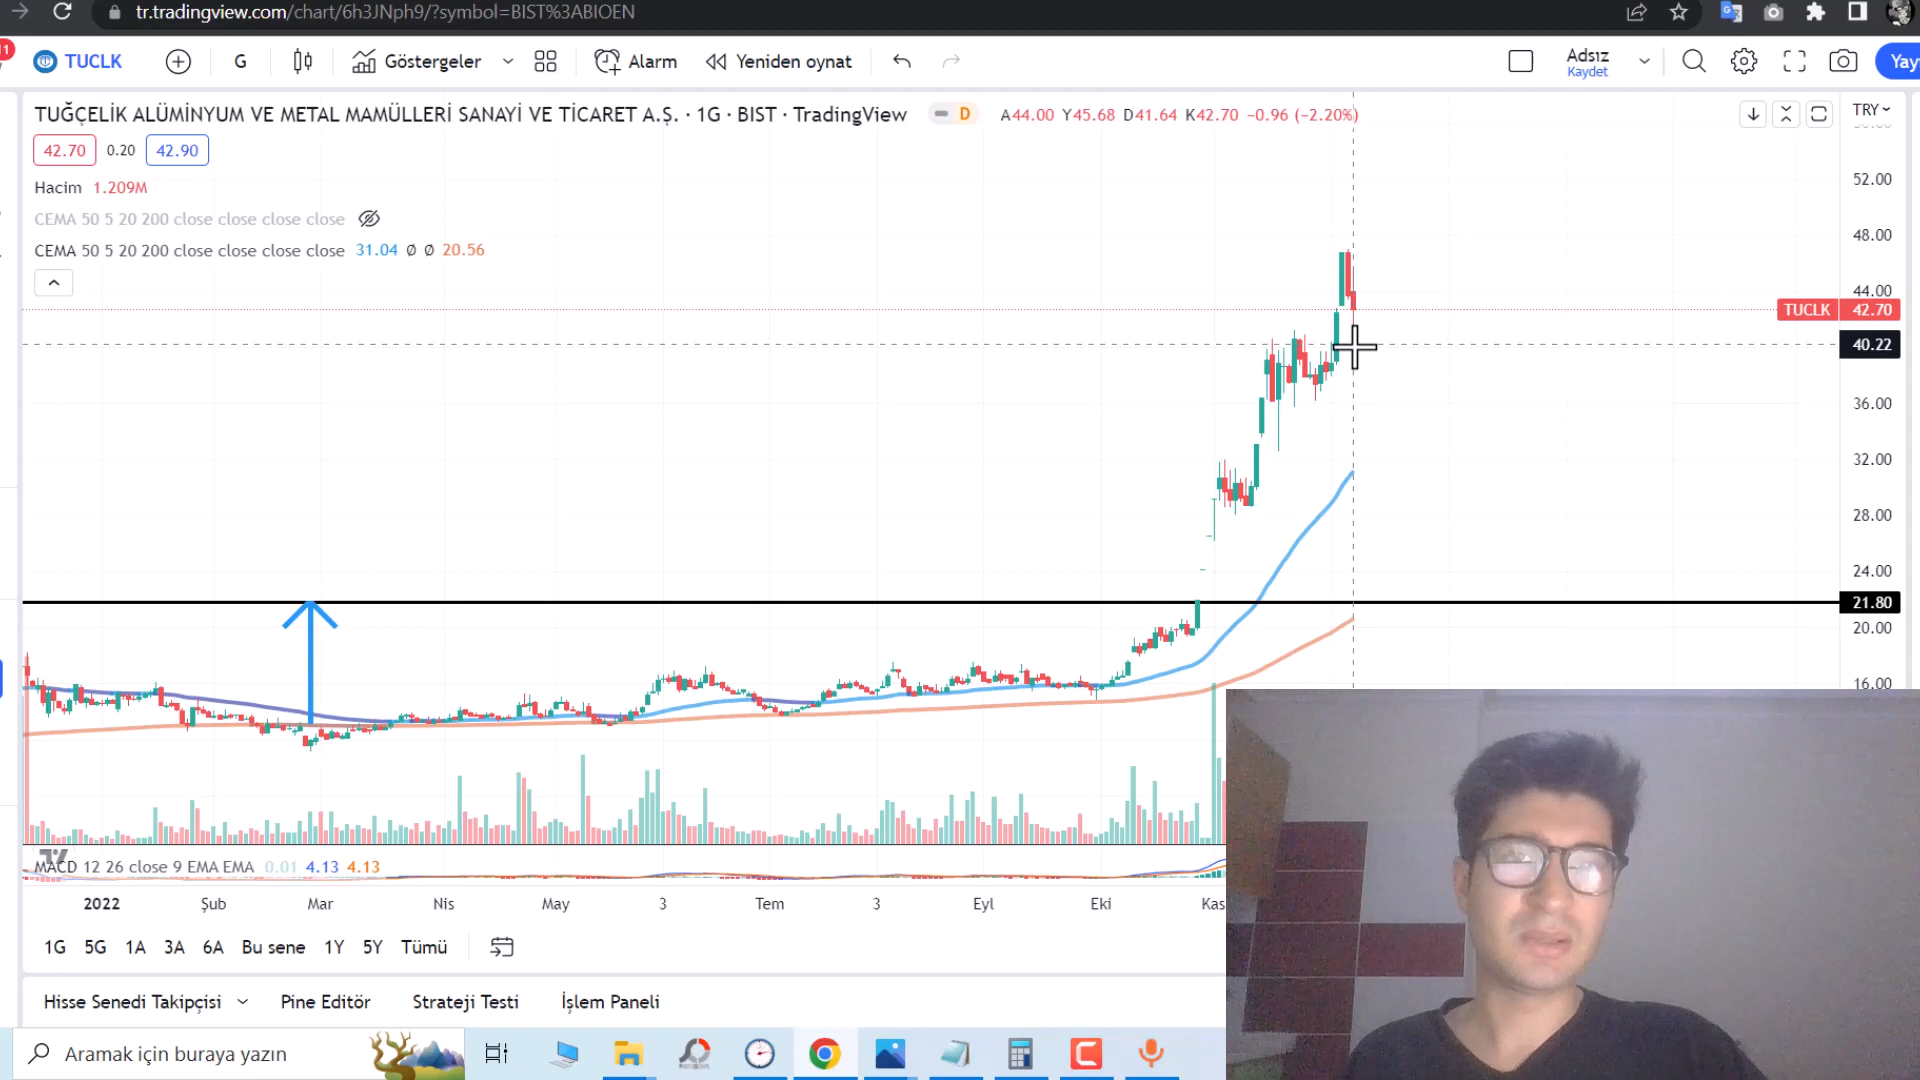 tr.tradingview.com/chart/6h3JNph9/?symbol=BIST%3ABIOEN
11
TUCLK
G
Göstergeler
Alarm
Yeniden oynat
Adsız
Kaydet
Yay
TUĞÇELİK ALÜMİNYUM VE METAL MAMÜLLERİ SANAYİ VE TİCARET A.Ş. · 1G · BIST · TradingView
D
A44.00 Y45.68 D41.64 K42.70 −0.96 (−2.20%)
TRY
42.70 0.20 42.90
Hacim 1.209M
CEMA 50 5 20 200 close close close close
CEMA 50 5 20 200 close close close close 31.04 Ø Ø 20.56
52.00
48.00
44.00
TUCLK 42.70
40.22
36.00
32.00
28.00
24.00
21.80
20.00
16.00
MACD 12 26 close 9 EMA EMA 0.01 4.13 4.13
2022 Şub Mar Nis May 3 Tem 3 Eyl Eki Kas
1G 5G 1A 3A 6A Bu sene 1Y 5Y Tümü
Hisse Senedi Takipçisi Pine Editör Strateji Testi İşlem Paneli
Aramak için buraya yazın